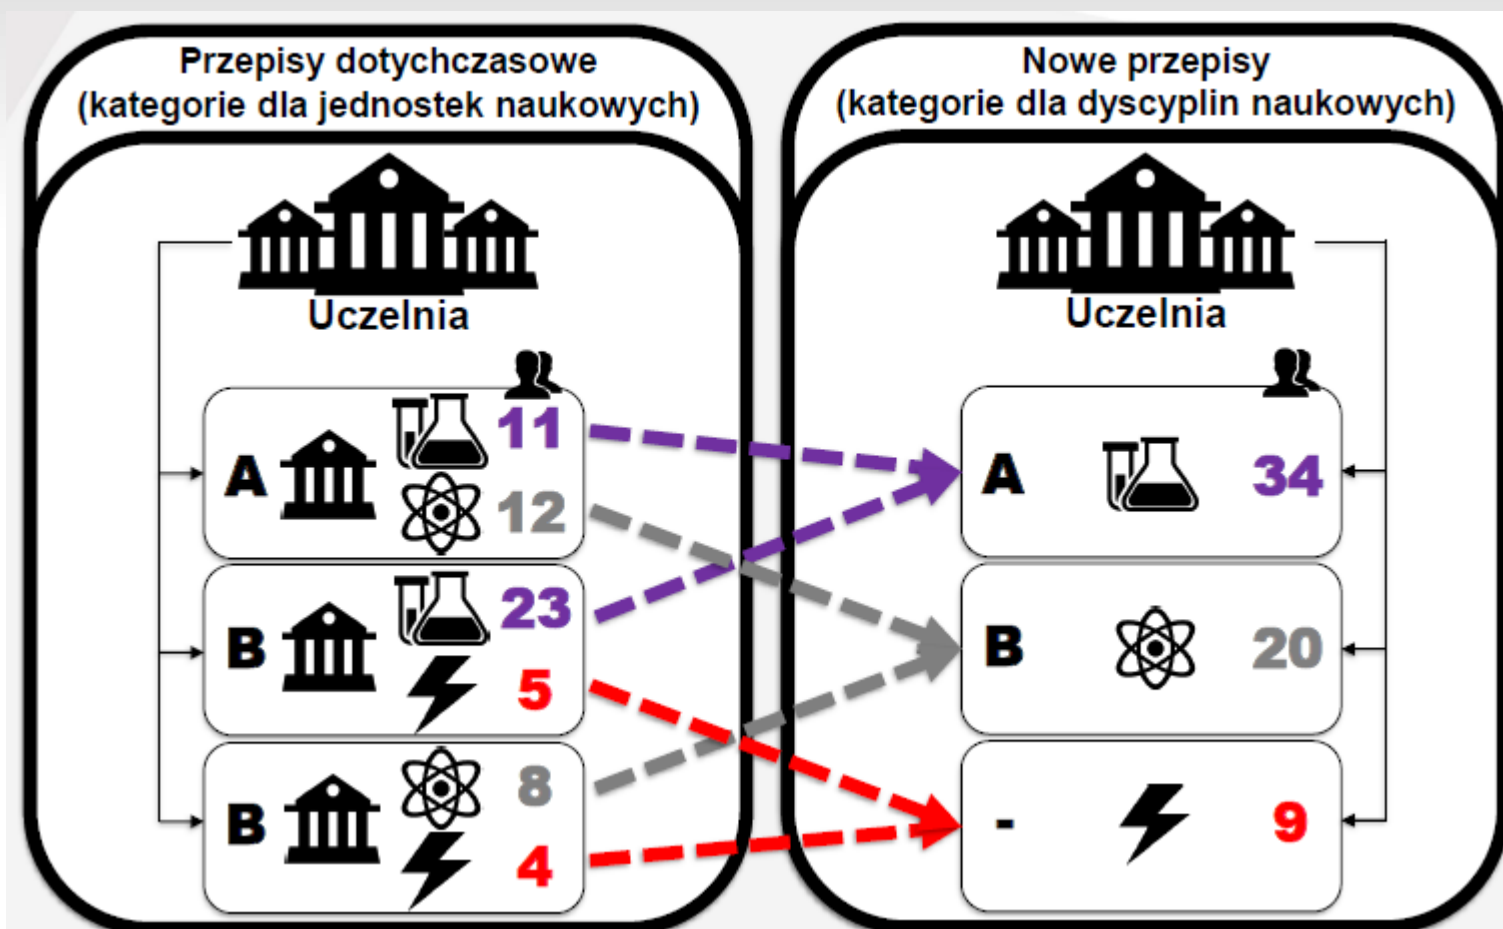 Przepisy dotychczasowe
(kategorie dla jednostek naukowych)
Uczelnia
A
11
12
B
23
5
B
8
4
Nowe przepisy
(kategorie dla dyscyplin naukowych)
Uczelnia
A
34
B
20
-
9